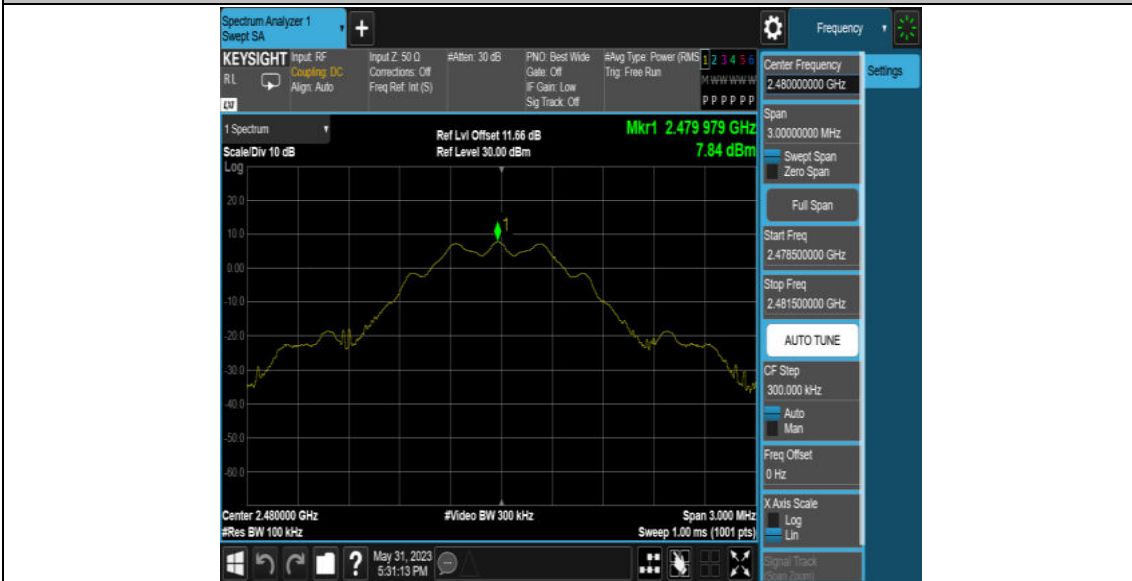 Spectrum Analyzer 1
Swept SA
+
Frequency
KEYSIGHT
RL
LXI
Input: RF
Coupling: DC
Align: Auto
Input Z: 50 Ω
Corrections: Off
Freq Ref: Int (S)
#Atten: 30 dB
PNO: Best Wide
Gate: Off
IF Gain: Low
Sig Track: Off
#Avg Type: Power (RMS
Trig: Free Run
1 2 3 4 5 6
M W W W W W
P P P P P P
1 Spectrum
Scale/Div 10 dB
Ref Lvl Offset 11.66 dB
Ref Level 30.00 dBm
Mkr1 2.479 979 GHz
7.84 dBm
Log
20.0
10.0
0.00
-10.0
-20.0
-30.0
-40.0
-50.0
-60.0
1
Center 2.480000 GHz
#Res BW 100 kHz
#Video BW 300 kHz
Span 3.000 MHz
Sweep 1.00 ms (1001 pts)
?
May 31, 2023
5:31:13 PM
Center Frequency
2.480000000 GHz
Settings
Span
3.00000000 MHz
Swept Span
Zero Span
Full Span
Start Freq
2.478500000 GHz
Stop Freq
2.481500000 GHz
AUTO TUNE
CF Step
300.000 kHz
Auto
Man
Freq Offset
0 Hz
X Axis Scale
Log
Lin
Signal Track
(Span Zoom)